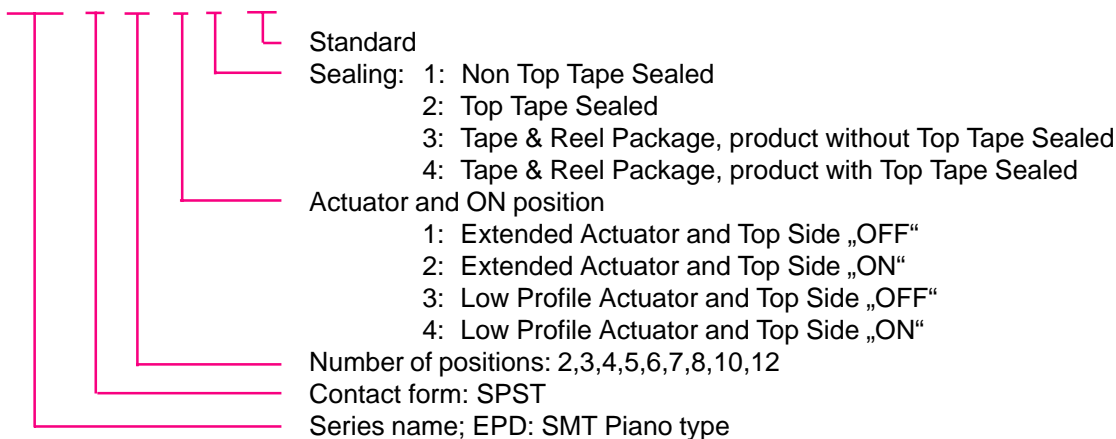 Standard
Sealing: 1: Non Top Tape Sealed
2: Top Tape Sealed
3: Tape & Reel Package, product without Top Tape Sealed
4: Tape & Reel Package, product with Top Tape Sealed
Actuator and ON position
1: Extended Actuator and Top Side „OFF“
2: Extended Actuator and Top Side „ON“
3: Low Profile Actuator and Top Side „OFF“
4: Low Profile Actuator and Top Side „ON“
Number of positions: 2,3,4,5,6,7,8,10,12
Contact form: SPST
Series name; EPD: SMT Piano type